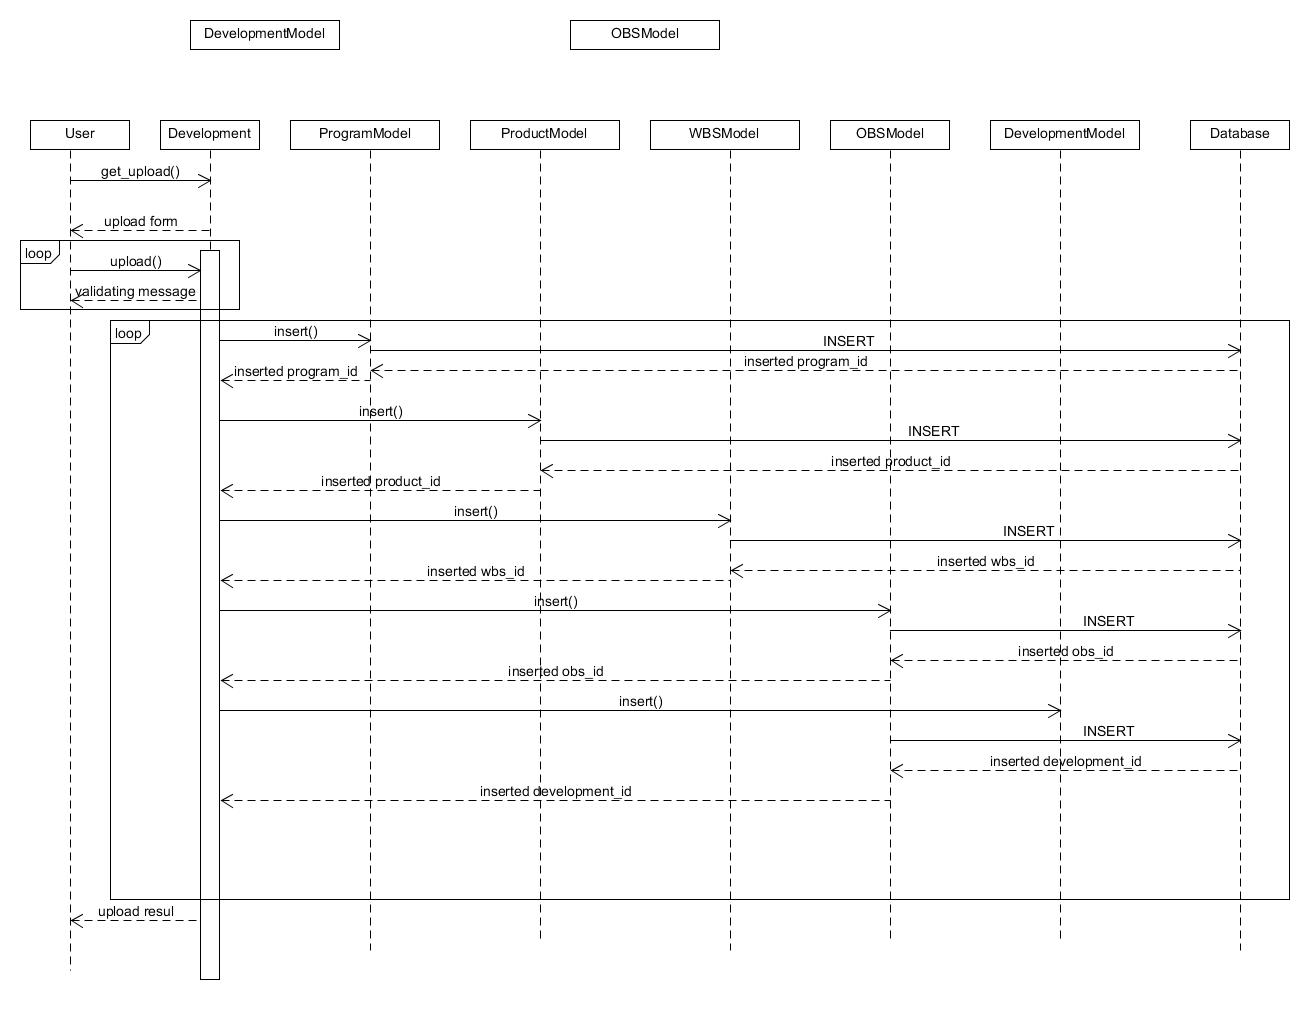 DevelopmentModel
OBSModel
User
Development
ProgramModel
ProductModel
WBSModel
OBSModel
DevelopmentModel
Database
get_upload()
upload form
loop
upload()
validating message
loop
insert()
INSERT
inserted program_id
inserted program_id
insert()
INSERT
inserted product_id
inserted product_id
insert()
INSERT
inserted wbs_id
inserted wbs_id
insert()
INSERT
inserted obs_id
inserted obs_id
insert()
INSERT
inserted development_id
inserted development_id
upload resul